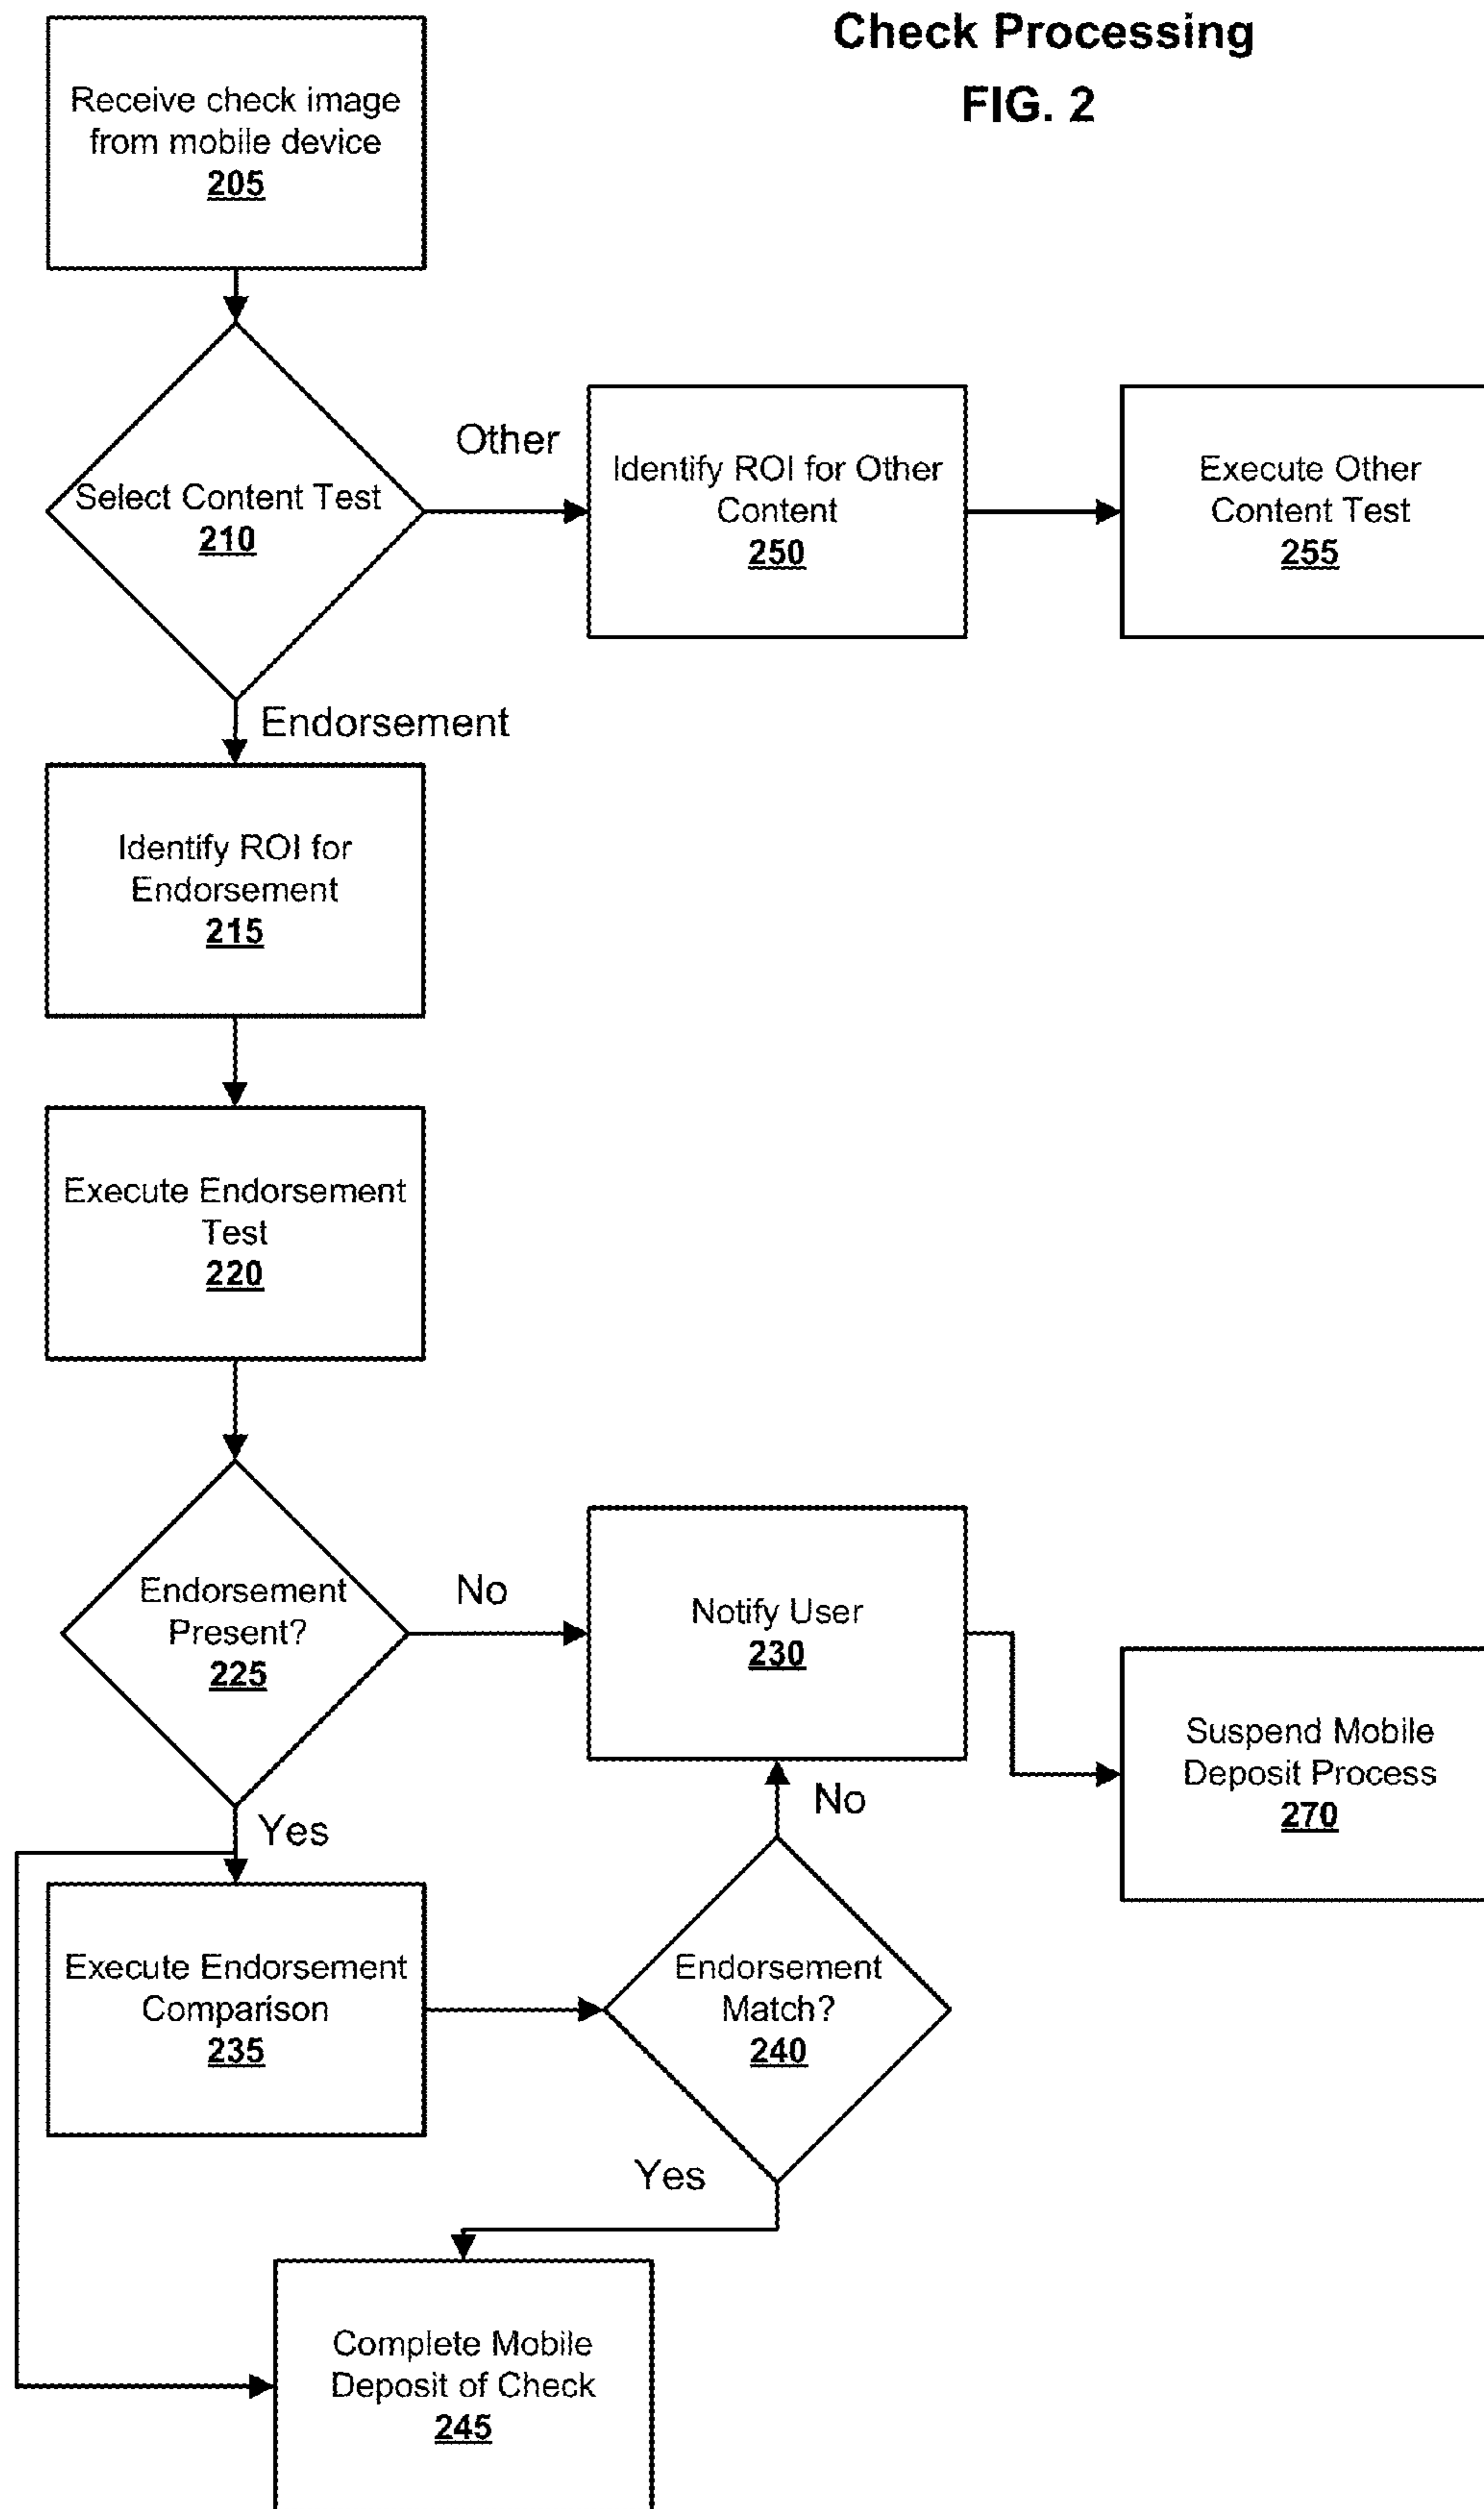 Check Processing
FIG. 2
Receive check image
from mobile device
205
Select Content Test
210
Other
Identify ROI for Other
Content
250
Execute Other
Content Test
255
Endorsement
Identify ROI for
Endorsement
215
Execute Endorsement
Test
220
Endorsement
Present?
225
No
Notify User
230
Suspend Mobile
Deposit Process
270
Yes
No
Execute Endorsement
Comparison
235
Endorsement
Match?
240
Yes
Complete Mobile
Deposit of Check
245